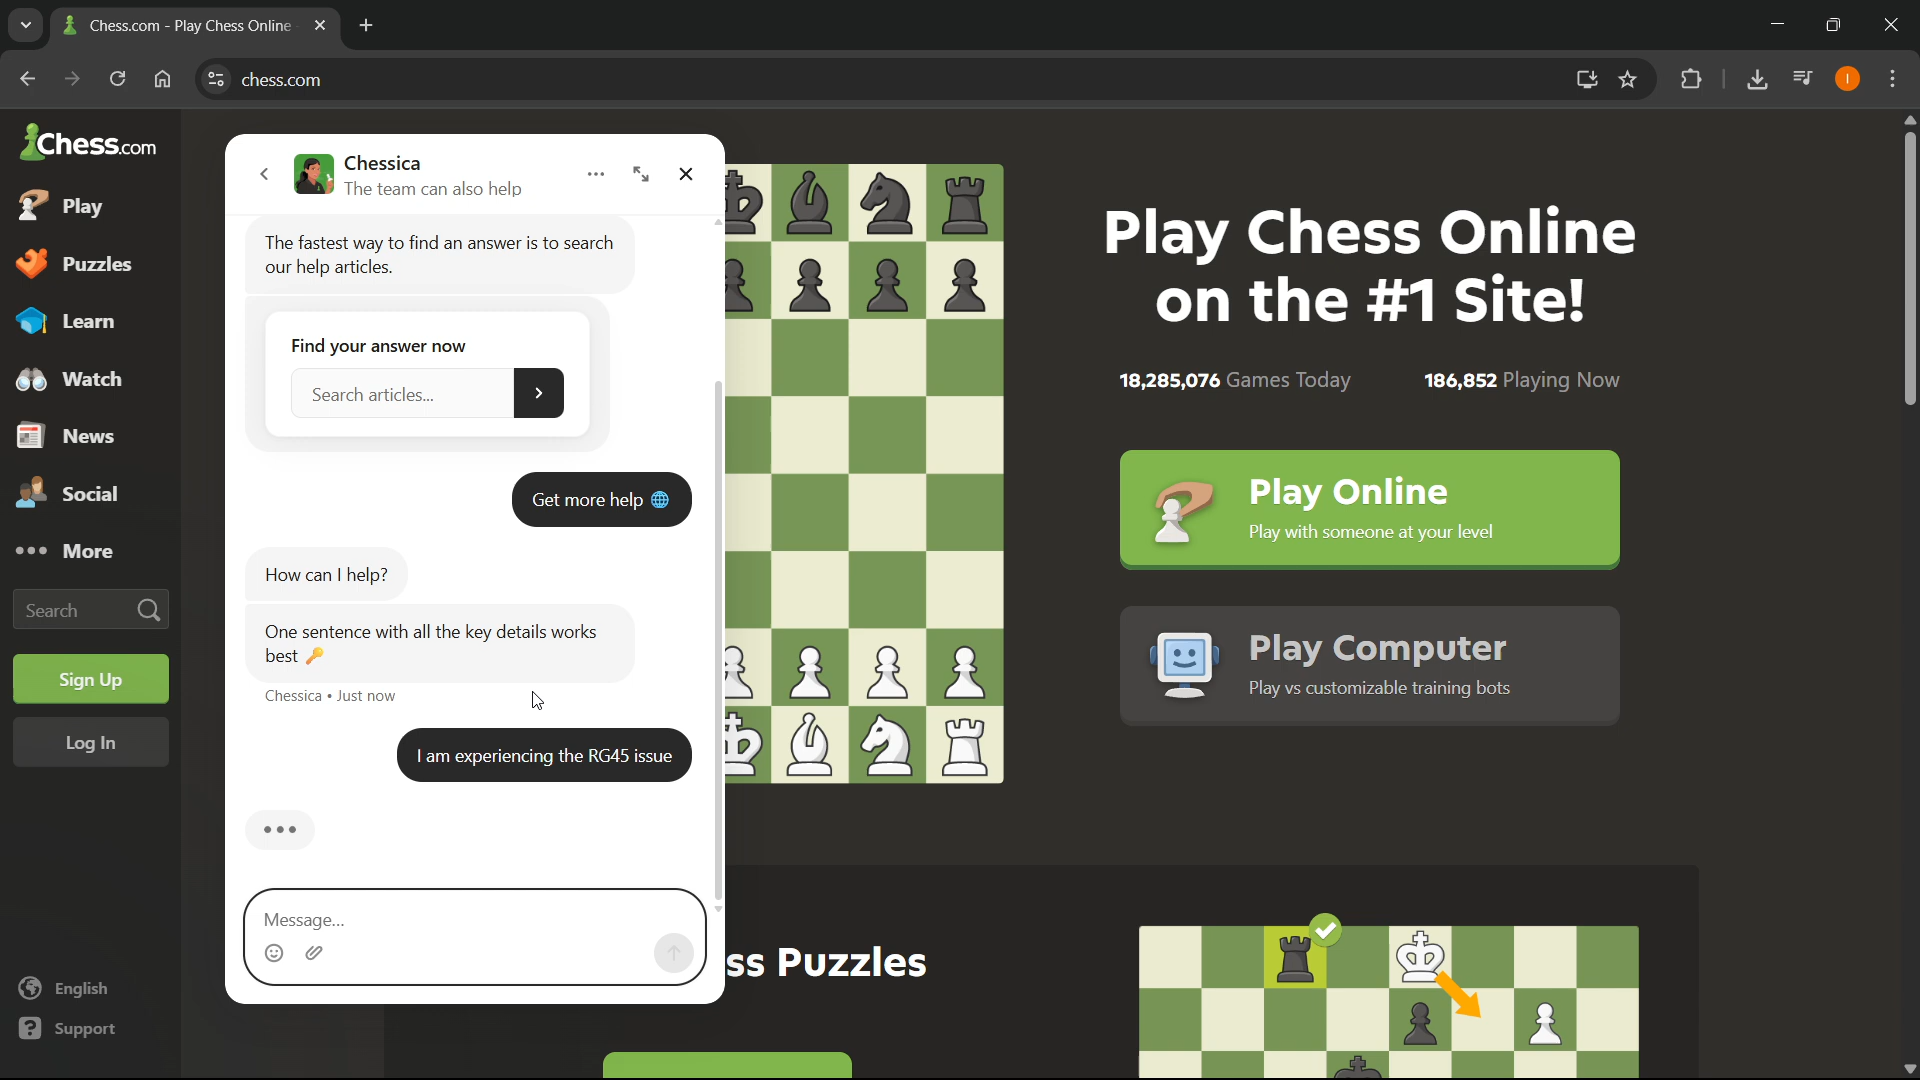 Chess.com - Play Chess Online
chess.com
I
Chess.com
Play
Puzzles
Learn
Watch
News
Social
More
Search
Sign Up
Log In
English
Support
Chessica
The team can also help
The fastest way to find an answer is to search
our help articles.
Find your answer now
Search articles...
Get more help
How can I help?
One sentence with all the key details works
best
Chessica • Just now
I am experiencing the RG45 issue
Message...
Play Chess Online
on the #1 Site!
18,285,076 Games Today
186,852 Playing Now
Play Online
Play with someone at your level
Play Computer
Play vs customizable training bots
ss Puzzles